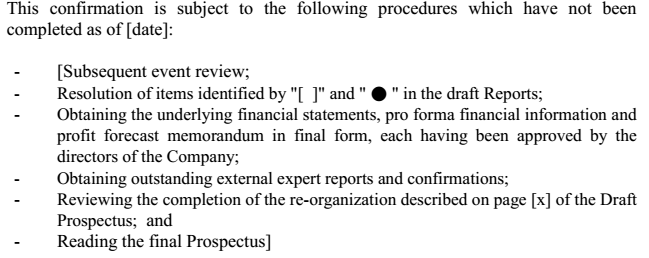 This confirmation is subject to the following procedures which have not been
completed as of [date]:
- [Subsequent event review;
- Resolution of items identified by "[ ]" and " ● " in the draft Reports;
- Obtaining the underlying financial statements, pro forma financial information and
profit forecast memorandum in final form, each having been approved by the
directors of the Company;
- Obtaining outstanding external expert reports and confirmations;
- Reviewing the completion of the re-organization described on page [x] of the Draft
Prospectus; and
- Reading the final Prospectus]